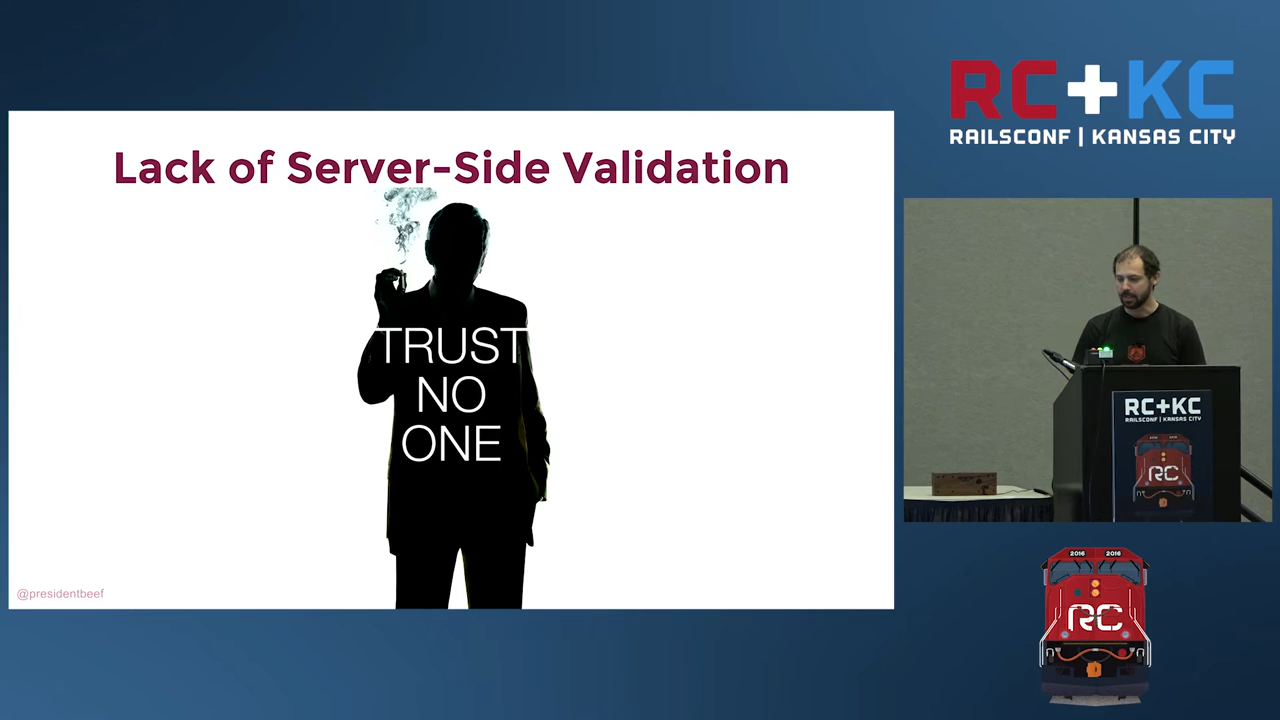 Lack of Server-Side Validation
TRUST
NO
ONE
@presidentbeef
RC+KC
RAILSCONF | KANSAS CITY
RC+KC
RAILSCONF | KANSAS CITY
RC
2016 2016
RC